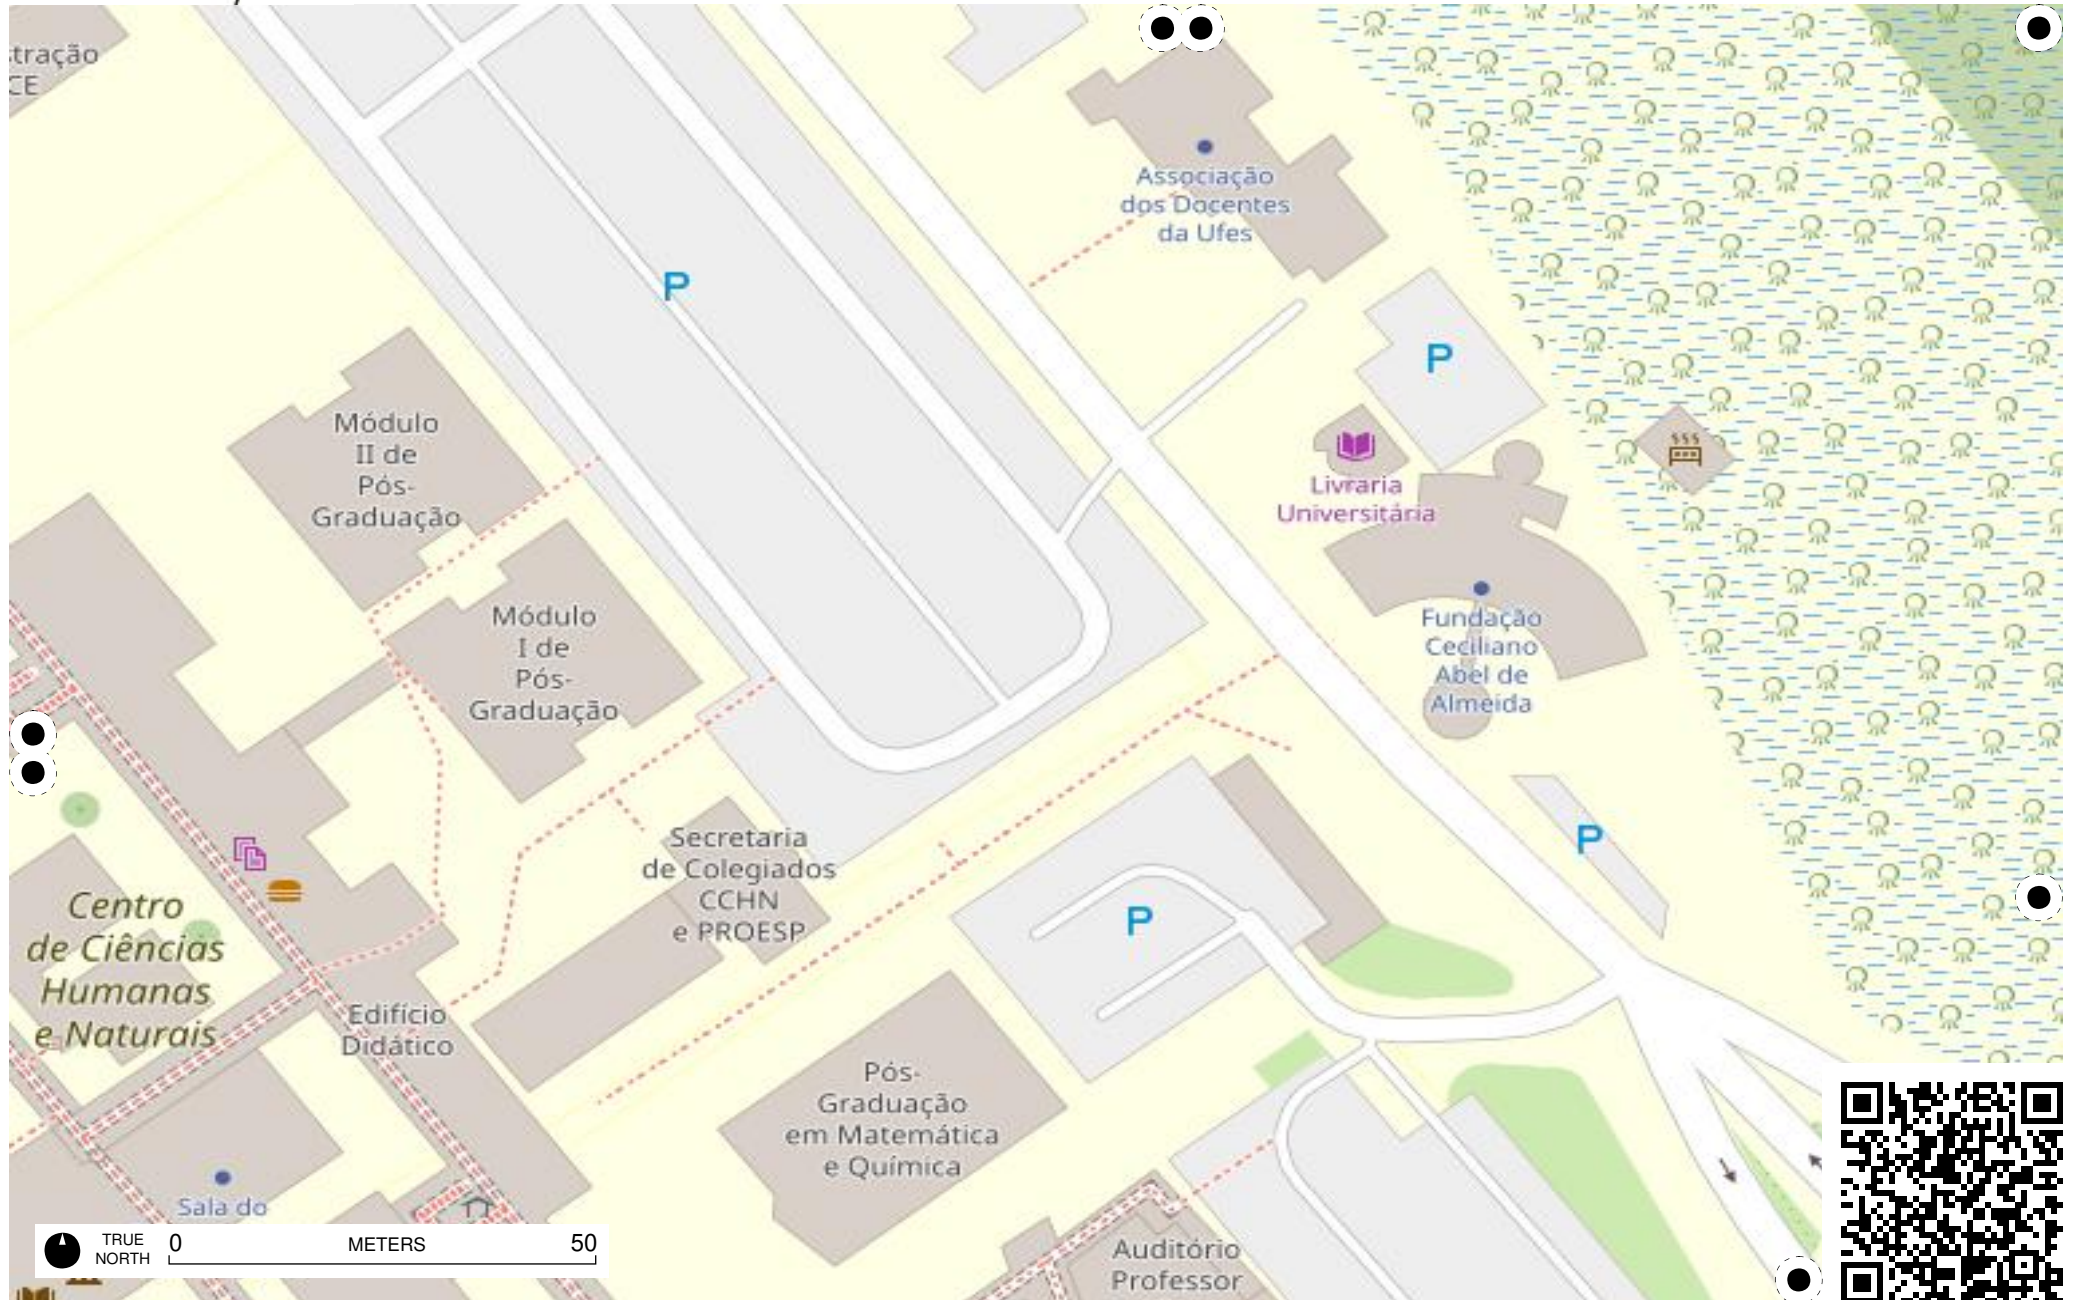 stração
CE
Associação
dos Docentes
da Ufes
P
P
Módulo
II de
Pós-
Graduação
Livraria
Universitária
Módulo
I de
Pós-
Graduação
Fundação
Ceciliano
Abel de
Almeida
Secretaria
de Colegiados
CCHN
e PROESP
P
P
Centro
de Ciências
Humanas
e Naturais
Edifício
Didático
Pós-
Graduação
em Matemática
e Química
Sala do
Auditório
Professor
TRUE
NORTH
0 METERS 50